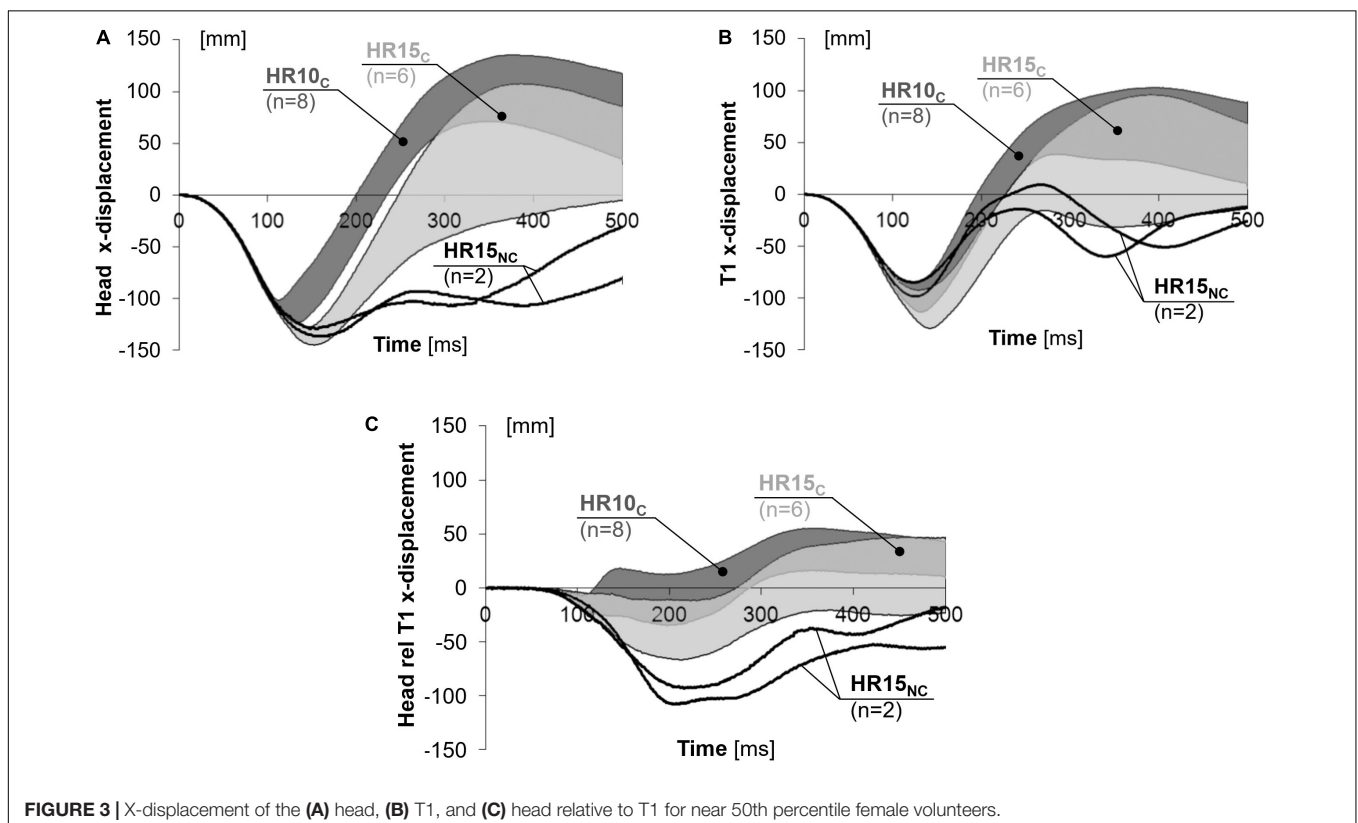 A
150
[mm]
100
50
0
-50
-100
-150
Head x-displacement
0 100 200 300 400 500
HR10C
(n=8)
HR15C
(n=6)
HR15NC
(n=2)
Time [ms]
B
150
[mm]
100
50
0
-50
-100
-150
T1 x-displacement
0 100 200 300 400 500
HR10C
(n=8)
HR15C
(n=6)
HR15NC
(n=2)
Time [ms]
C
150
[mm]
100
50
0
-50
-100
-150
Head rel T1 x-displacement
0 100 200 300 400 500
HR10C
(n=8)
HR15C
(n=6)
HR15NC
(n=2)
Time [ms]
FIGURE 3 | X-displacement of the (A) head, (B) T1, and (C) head relative to T1 for near 50th percentile female volunteers.